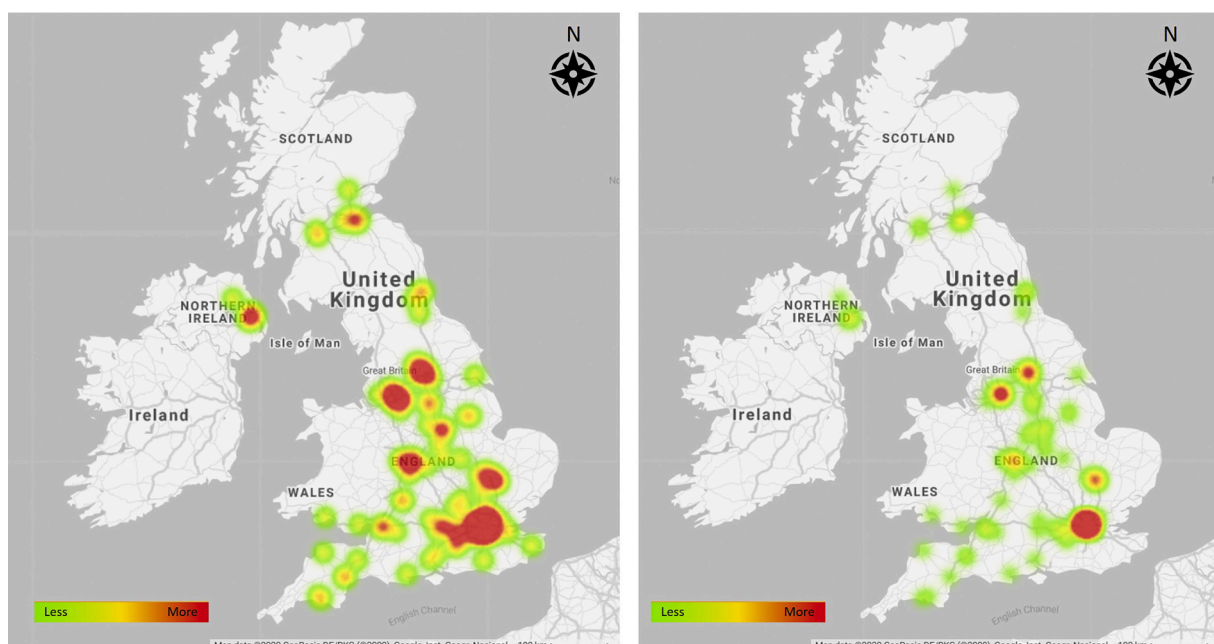 N
SCOTLAND
No
United
Kingdom
NORTHERN
IRELAND
Isle of Man
Great Britain
Ireland
ENGLAND
WALES
Less
More
English Channel
N
SCOTLAND
United
Kingdom
NORTHERN
IRELAND
Isle of Man
Great Britain
Ireland
ENGLAND
WALES
Less
More
English Channel